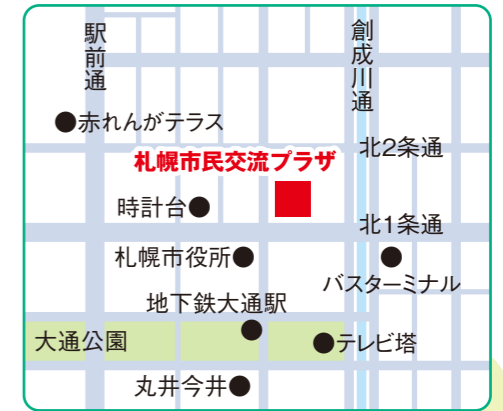 駅前通
創成川通
●赤れんがテラス
北2条通
札幌市民交流プラザ
時計台●
北1条通
札幌市役所●
バスターミナル
地下鉄大通駅
大通公園
●テレビ塔
丸井今井●